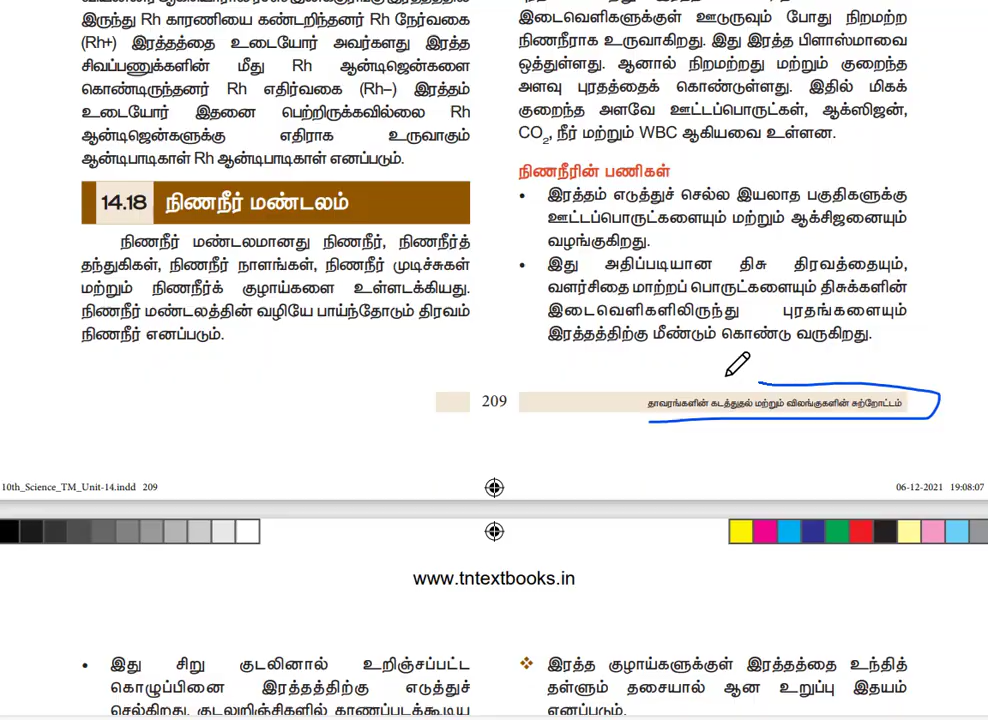 இருந்து Rh காரணியை கண்டறிந்தனர் Rh நேர்வகை
(Rh+) இரத்தத்தை உடையோர் அவர்களது இரத்த
சிவப்பணுக்களின் மீது Rh ஆன்டிஜென்களை
கொண்டிருந்தனர் Rh எதிர்வகை (Rh–) இரத்தம்
உடையோர் இதனை பெற்றிருக்கவில்லை Rh
ஆன்டிஜென்களுக்கு எதிராக உருவாகும்
ஆன்டிபாடிகாள் Rh ஆன்டிபாடிகாள் எனப்படும்.
14.18 நிணநீர் மண்டலம்
நிணநீர் மண்டலமானது நிணநீர், நிணநீர்த்
தந்துகிகள், நிணநீர் நாளங்கள், நிணநீர் முடிச்சுகள்
மற்றும் நிணநீர்க் குழாய்களை உள்ளடக்கியது.
நிணநீர் மண்டலத்தின் வழியே பாய்ந்தோடும் திரவம்
நிணநீர் எனப்படும்.
இடைவெளிகளுக்குள் ஊடுருவும் போது நிறமற்ற
நிணநீராக உருவாகிறது. இது இரத்த பிளாஸ்மாவை
ஒத்துள்ளது. ஆனால் நிறமற்றது மற்றும் குறைந்த
அளவு புரதத்தைக் கொண்டுள்ளது. இதில் மிகக்
குறைந்த அளவே ஊட்டப்பொருட்கள், ஆக்ஸிஜன்,
CO2, நீர் மற்றும் WBC ஆகியவை உள்ளன.
நிணநீரின் பணிகள்
• இரத்தம் எடுத்துச் செல்ல இயலாத பகுதிகளுக்கு
ஊட்டப்பொருட்களையும் மற்றும் ஆக்சிஜனையும்
வழங்குகிறது.
• இது அதிப்படியான திசு திரவத்தையும்,
வளர்சிதை மாற்றப் பொருட்களையும் திசுக்களின்
இடைவெளிகளிலிருந்து புரதங்களையும்
இரத்தத்திற்கு மீண்டும் கொண்டு வருகிறது.
209 தாவரங்களின் கடத்துதல் மற்றும் விலங்குகளின் சுற்றோட்டம்
10th_Science_TM_Unit-14.indd 209 06-12-2021 19:08:07
www.tntextbooks.in
• இது சிறு குடலினால் உறிஞ்சப்பட்ட
கொழுப்பினை இரத்தத்திற்கு எடுத்துச்
செல்கிறது. குடலுறிஞ்சிகளில் காணப்படக்கூடிய
❖ இரத்த குழாய்களுக்குள் இரத்தத்தை உந்தித்
தள்ளும் தசையால் ஆன உறுப்பு இதயம்
எனப்படும்.